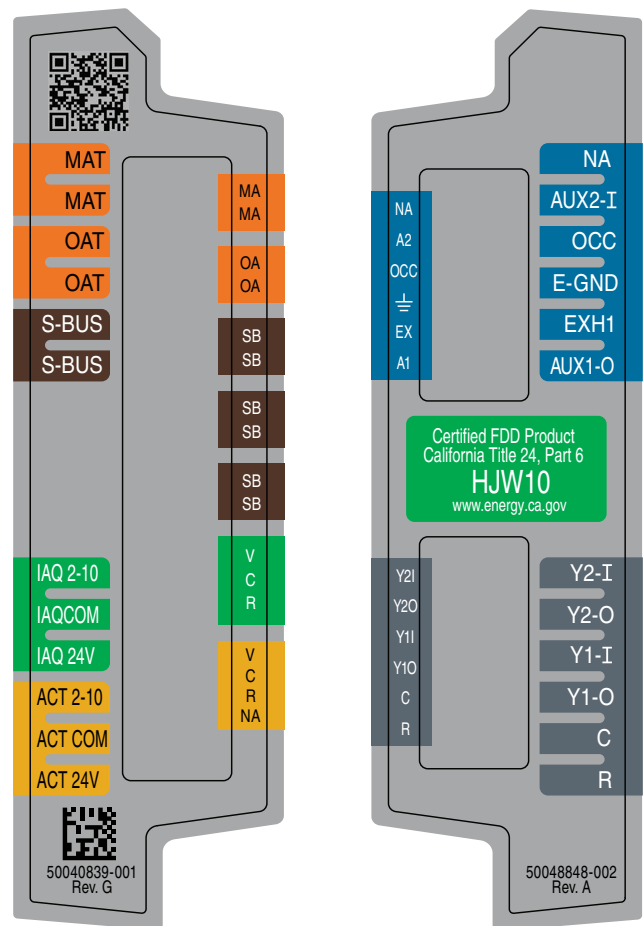 MAT
MAT
OAT
OAT
S-BUS
S-BUS
IAQ 2-10
IAQCOM
IAQ 24V
ACT 2-10
ACT COM
ACT 24V
50040839-001
Rev. G
MA
MA
OA
OA
SB
SB
SB
SB
SB
SB
V
C
R
V
C
R
NA
NA
A2
OCC
EX
A1
NA
AUX2-I
OCC
E-GND
EXH1
AUX1-O
Certified FDD Product
California Title 24, Part 6
HJW10
www.energy.ca.gov
Y2I
Y2O
Y1I
Y1O
C
R
Y2-I
Y2-O
Y1-I
Y1-O
C
R
50048848-002
Rev. A